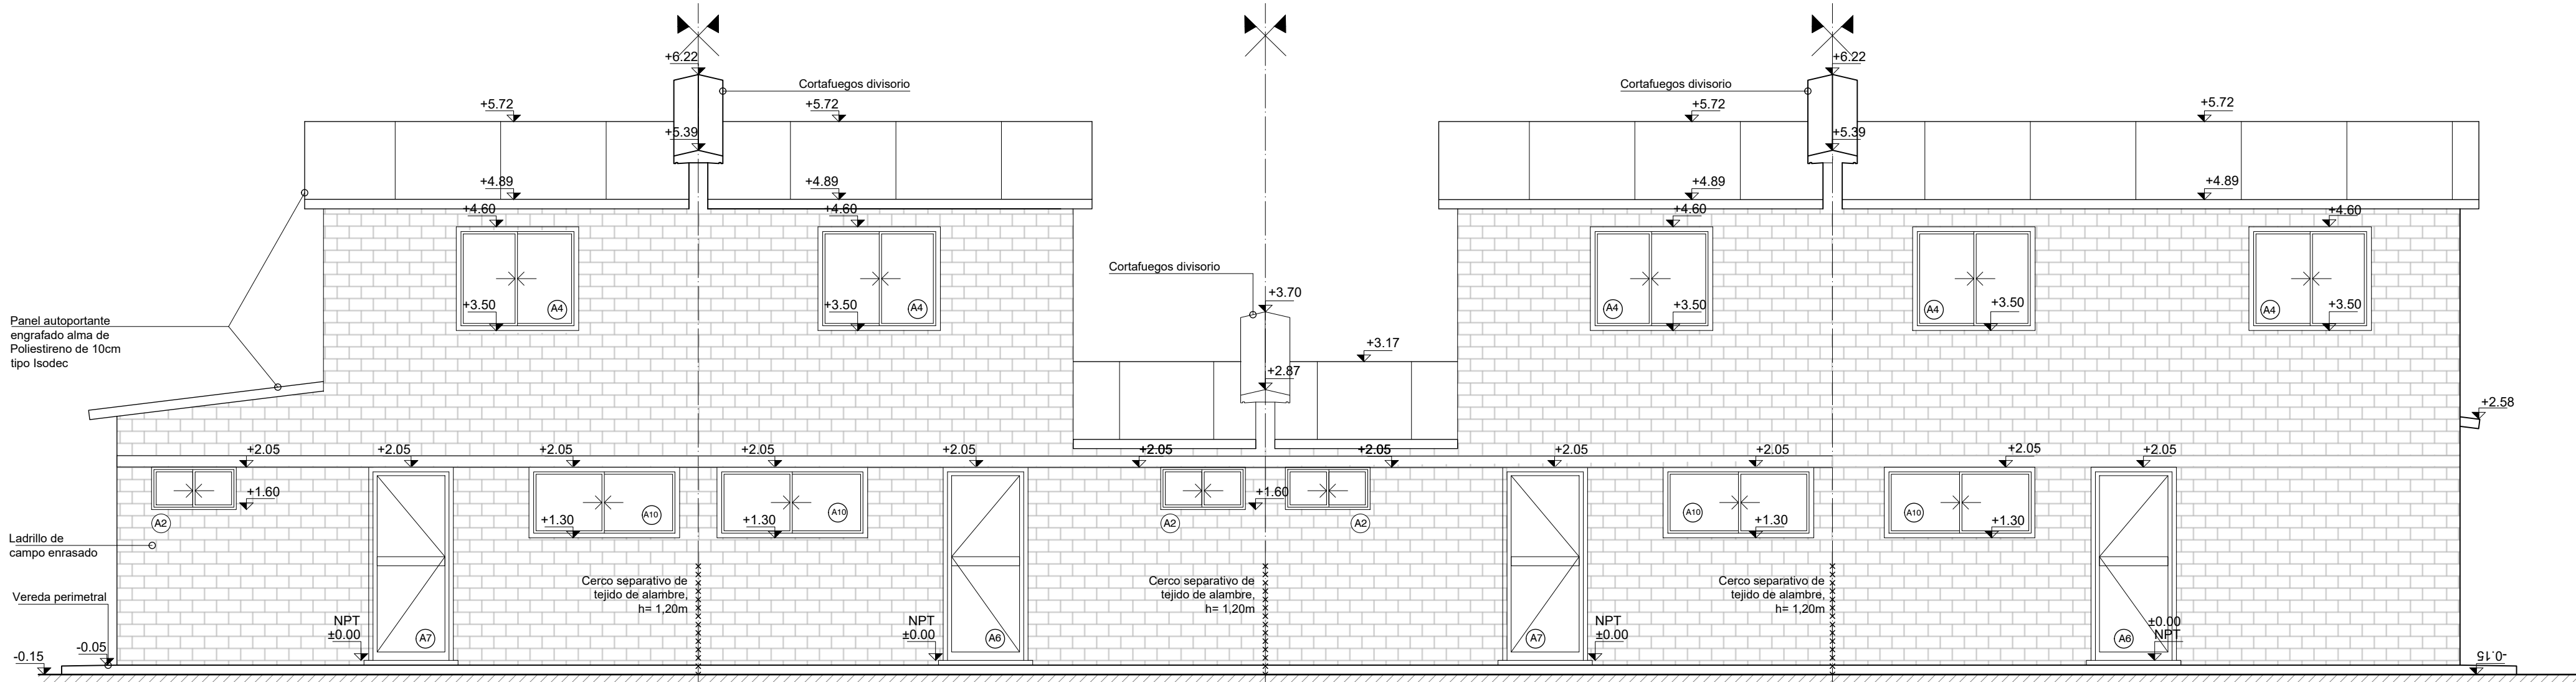 +6.22
+6.22
Cortafuegos divisorio
Cortafuegos divisorio
+5.72
+5.72
+5.72
+5.72
+5.39
+5.39
+4.89
+4.89
+4.89
+4.89
+4.60
+4.60
+4.60
+4.60
Cortafuegos divisorio
+3.70
+3.50
A4
+3.50
A4
A4
+3.50
A4
+3.50
A4
+3.50
Panel autoportante
engrafado alma de
Poliestireno de 10cm
tipo Isodec
+3.17
+2.87
+2.58
+2.05
+2.05
+2.05
+2.05
+2.05
+2.05
+2.05
+2.05
+2.05
+2.05
+2.05
+1.60
+1.60
A2
A2
A2
+1.30
A10
+1.30
A10
A10
+1.30
A10
+1.30
Ladrillo de
campo enrasado
Cerco separativo de
tejido de alambre,
h= 1,20m
Cerco separativo de
tejido de alambre,
h= 1,20m
Cerco separativo de
tejido de alambre,
h= 1,20m
Vereda perimetral
NPT
±0.00
A7
NPT
±0.00
A6
A7
NPT
±0.00
A6
±0.00
NPT
-0.05
-0.15
-0.15